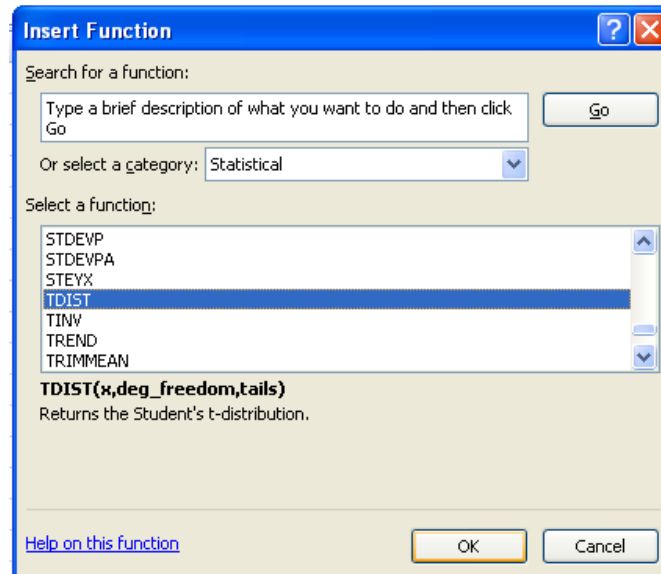 Insert Function
Search for a function:
Type a brief description of what you want to do and then click
Go
Go
Or select a category: Statistical
Select a function:
STDEVP
STDEVPA
STEYX
TDIST
TINV
TREND
TRIMMEAN
TDIST(x,deg_freedom,tails)
Returns the Student's t-distribution.
Help on this function
OK
Cancel